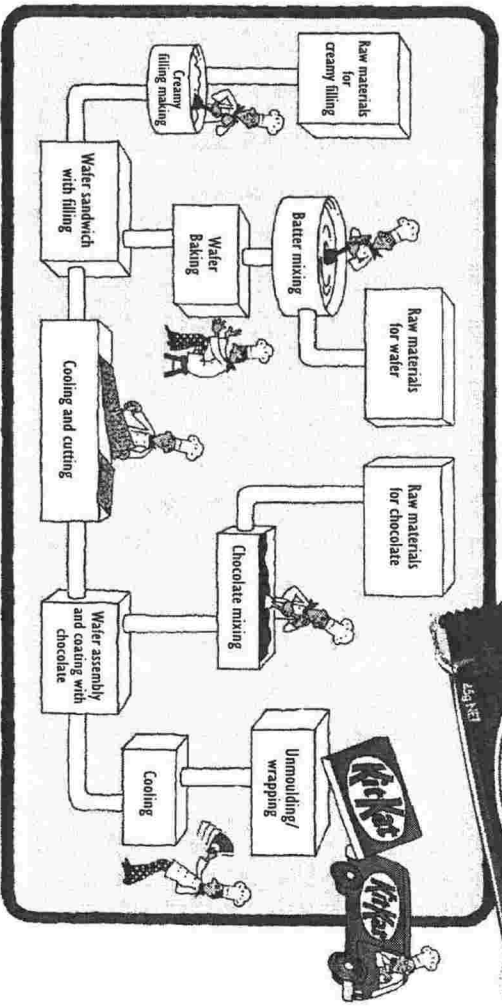 Raw materials
for
creamy filling
Creamy
filling making
Raw materials
for wafer
Batter mixing
Wafer
Baking
Wafer sandwich
with filling
Cooling and cutting
Raw materials
for chocolate
Chocolate mixing
Wafer assembly
and coating with
chocolate
Cooling
Unmoulding/
wrapping
KitKat
KitKat
45g NET